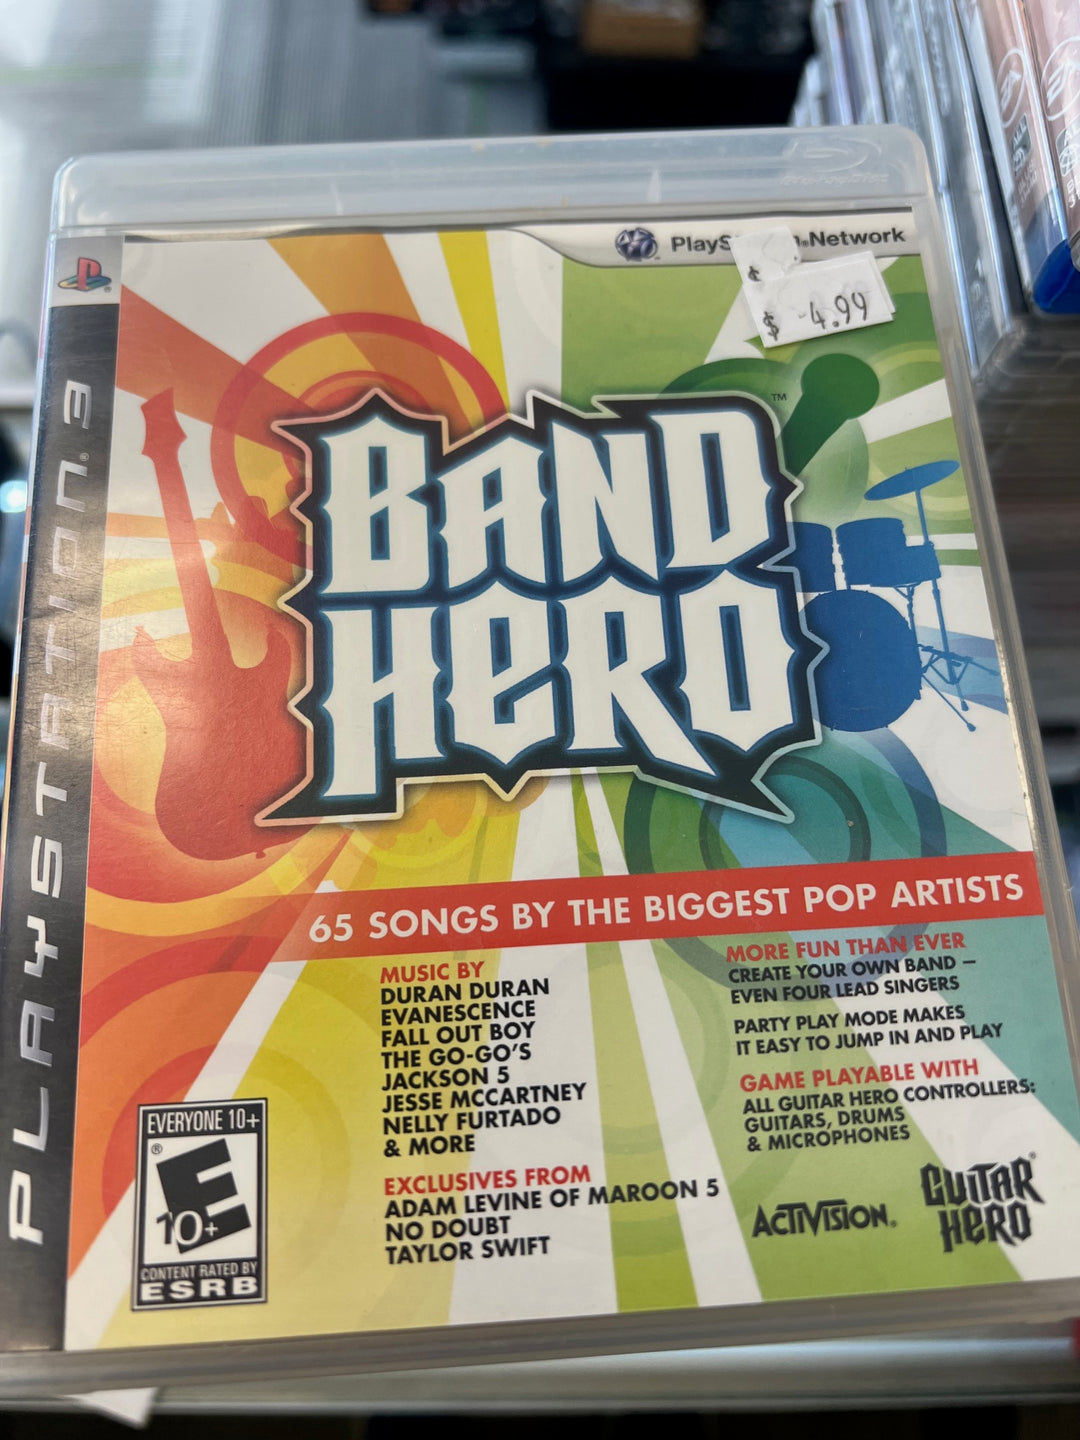 PlayS
.Network
$ 4.99
PLAYSTATION 3
BAND
HERO
TM
65 SONGS BY THE BIGGEST POP ARTISTS
MUSIC BY
DURAN DURAN
EVANESCENCE
FALL OUT BOY
THE GO-GO'S
JACKSON 5
JESSE MCCARTNEY
NELLY FURTADO
& MORE
EXCLUSIVES FROM
ADAM LEVINE OF MAROON 5
NO DOUBT
TAYLOR SWIFT
MORE FUN THAN EVER
CREATE YOUR OWN BAND –
EVEN FOUR LEAD SINGERS
PARTY PLAY MODE MAKES
IT EASY TO JUMP IN AND PLAY
GAME PLAYABLE WITH
ALL GUITAR HERO CONTROLLERS:
GUITARS, DRUMS
& MICROPHONES
ACTIVISION®
GUITAR
HERO®
EVERYONE 10+
E®
10+
CONTENT RATED BY
ESRB